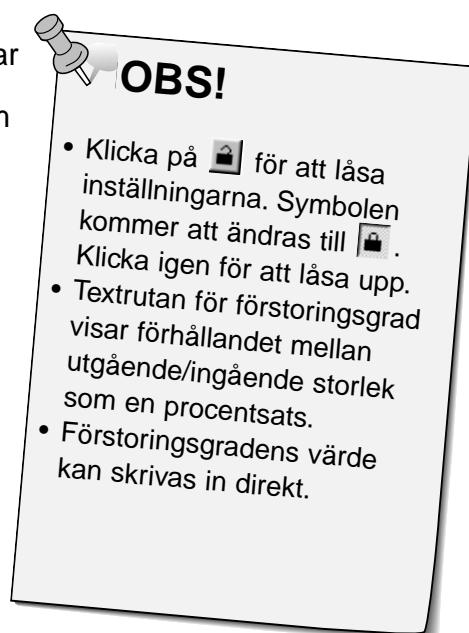 ar
n
OBS!
• Klicka på för att låsa
inställningarna. Symbolen
kommer att ändras till .
Klicka igen för att låsa upp.
• Textrutan för förstoringsgrad
visar förhållandet mellan
utgående/ingående storlek
som en procentsats.
• Förstoringsgradens värde
kan skrivas in direkt.